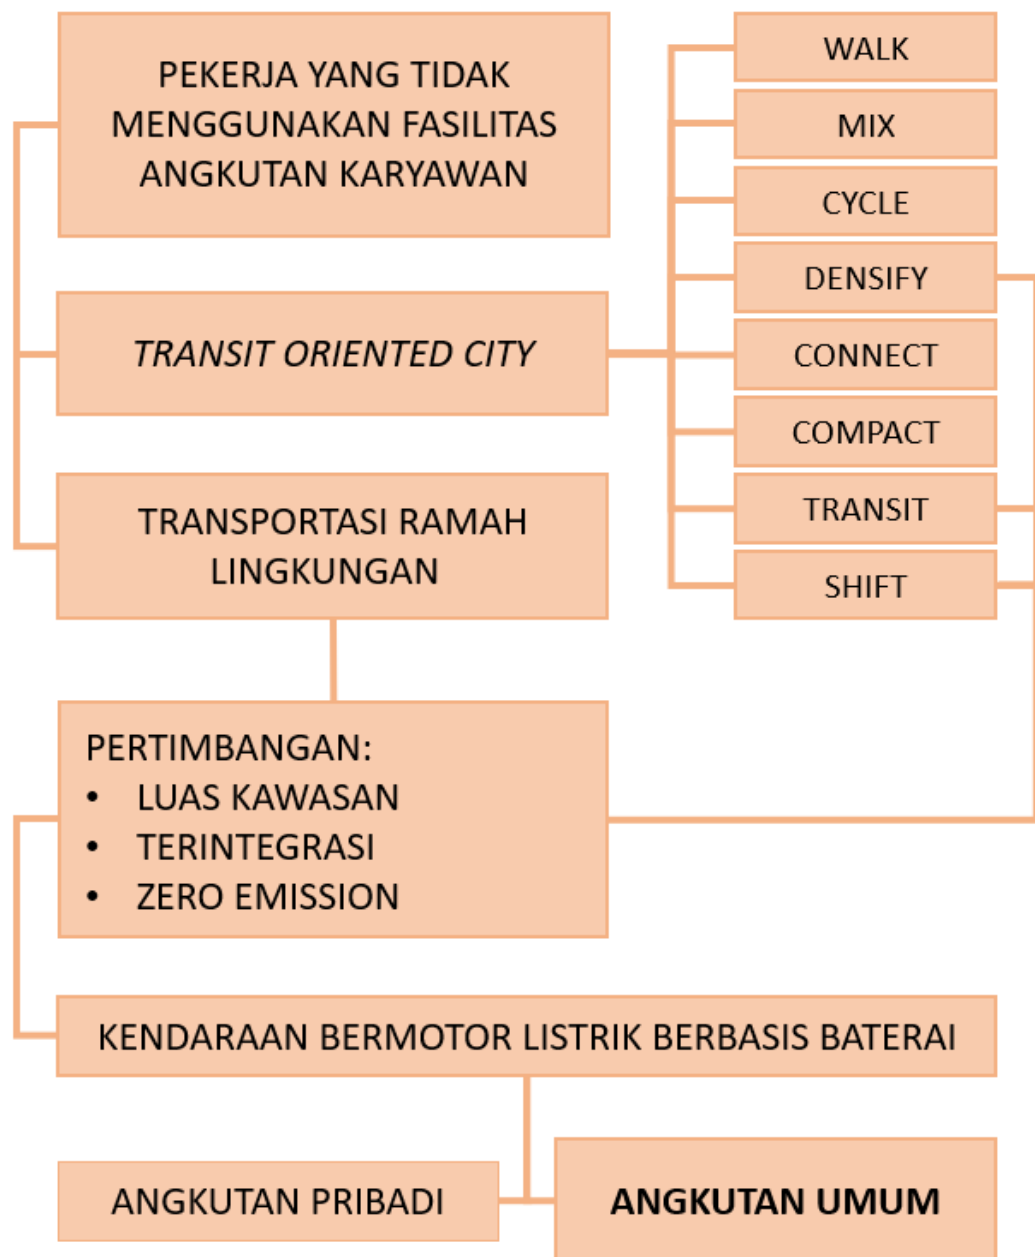 PEKERJA YANG TIDAK
MENGGUNAKAN FASILITAS
ANGKUTAN KARYAWAN
TRANSIT ORIENTED CITY
WALK
MIX
CYCLE
DENSIFY
CONNECT
COMPACT
TRANSIT
SHIFT
TRANSPORTASI RAMAH
LINGKUNGAN
PERTIMBANGAN:
• LUAS KAWASAN
• TERINTEGRASI
• ZERO EMISSION
KENDARAAN BERMOTOR LISTRIK BERBASIS BATERAI
ANGKUTAN PRIBADI
ANGKUTAN UMUM